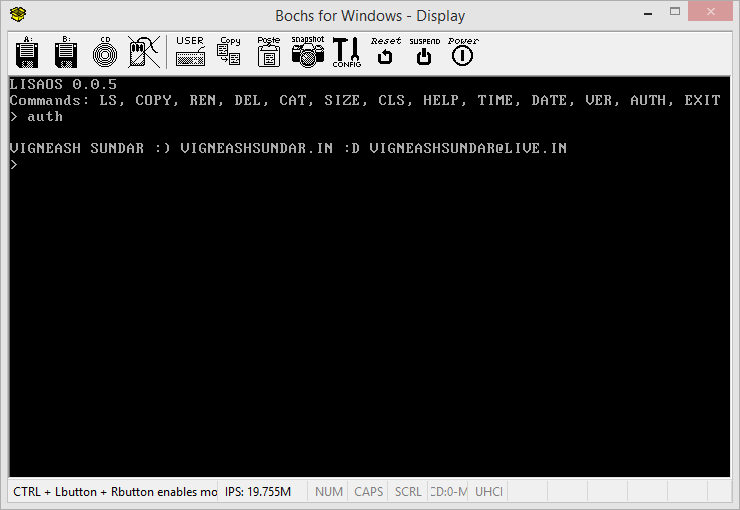 Bochs for Windows - Display
A: B: CD USER Copy Paste snapshot CONFIG Reset SUSPEND Power
LISAOS 0.0.5
Commands: LS, COPY, REN, DEL, CAT, SIZE, CLS, HELP, TIME, DATE, VER, AUTH, EXIT
> auth
VIGNEASH SUNDAR :) VIGNEASHSUNDAR.IN :D VIGNEASHSUNDAR@LIVE.IN
>
CTRL + Lbutton + Rbutton enables mo IPS: 19.755M NUM CAPS SCRL CD:0-M UHCI